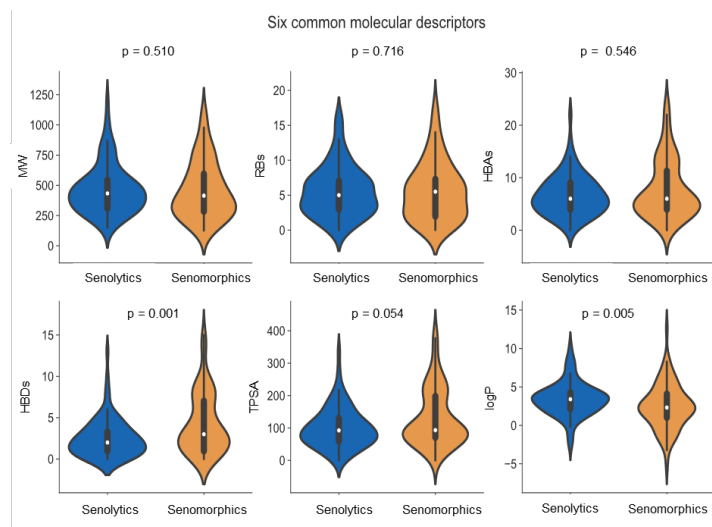 Six common molecular descriptors
p = 0.510
p = 0.716
p = 0.546
MW
1250
1000
750
500
250
0
Senolytics Senomorphics
RBs
20
15
10
5
0
Senolytics Senomorphics
HBAs
30
20
10
0
Senolytics Senomorphics
p = 0.001
p = 0.054
p = 0.005
HBDs
15
10
5
0
Senolytics Senomorphics
TPSA
400
300
200
100
0
Senolytics Senomorphics
logP
15
10
5
0
−5
Senolytics Senomorphics